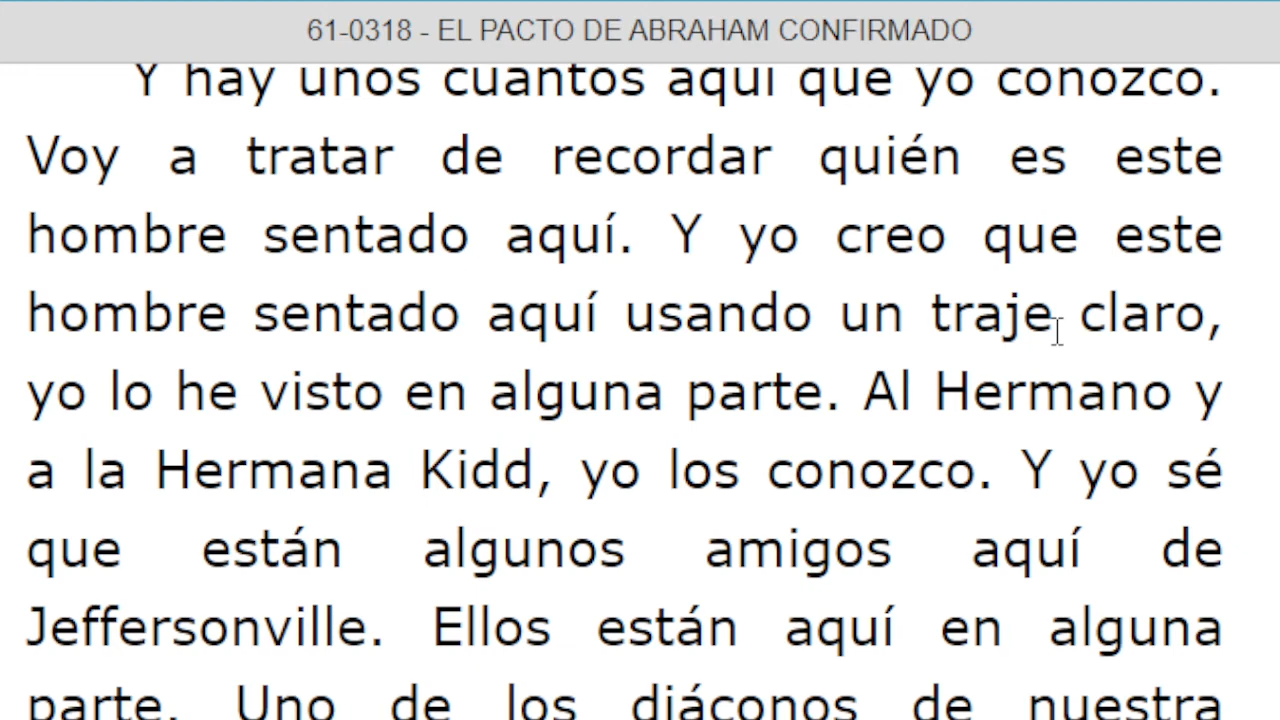 61-0318 - EL PACTO DE ABRAHAM CONFIRMADO
Y hay unos cuantos aquí que yo conozco.
Voy a tratar de recordar quién es este
hombre sentado aquí. Y yo creo que este
hombre sentado aquí usando un traje claro,
yo lo he visto en alguna parte. Al Hermano y
a la Hermana Kidd, yo los conozco. Y yo sé
que están algunos amigos aquí de
Jeffersonville. Ellos están aquí en alguna
parte. Uno de los diáconos de nuestra